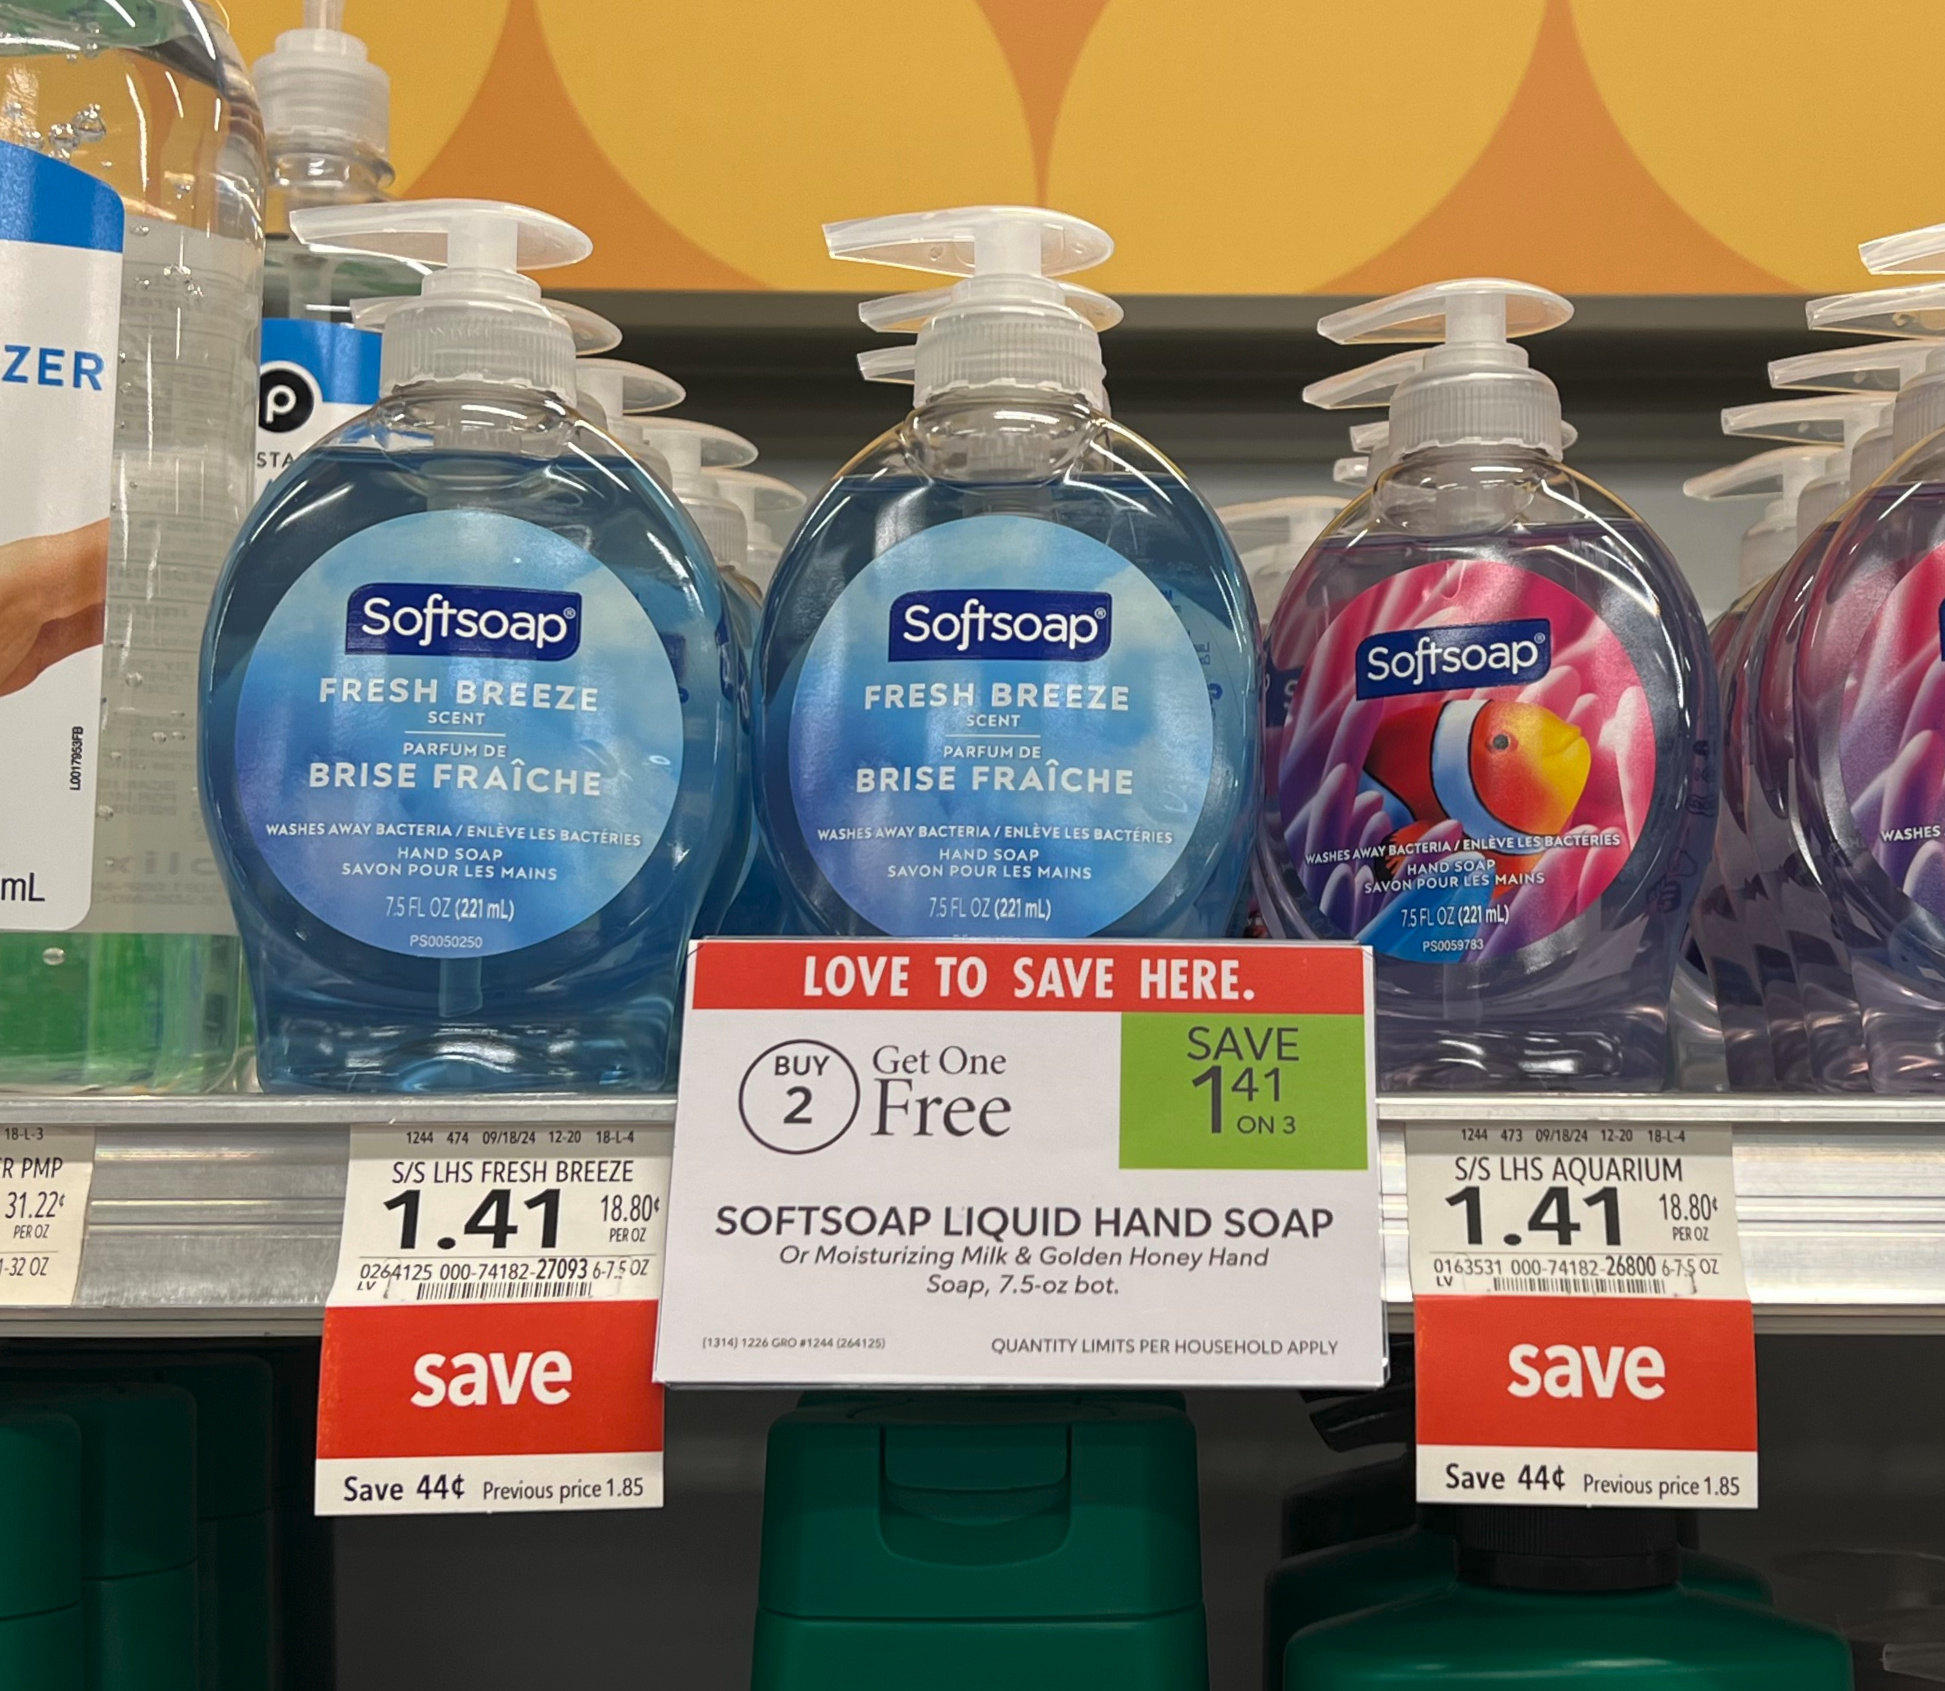 ZER
mL
L0017953FB
p
STA
Softsoap®
FRESH BREEZE
SCENT
PARFUM DE
BRISE FRAÎCHE
WASHES AWAY BACTERIA / ENLÈVE LES BACTÉRIES
HAND SOAP
SAVON POUR LES MAINS
7.5 FL OZ (221 mL)
PS0050250
Softsoap®
FRESH BREEZE
SCENT
PARFUM DE
BRISE FRAÎCHE
WASHES AWAY BACTERIA / ENLÈVE LES BACTÉRIES
HAND SOAP
SAVON POUR LES MAINS
7.5 FL OZ (221 mL)
Softsoap®
WASHES AWAY BACTERIA / ENLÈVE LES BACTÉRIES
HAND SOAP
SAVON POUR LES MAINS
7.5 FL OZ (221 mL)
PS0059783
WASHES
LOVE TO SAVE HERE.
BUY
2
Get One
Free
SAVE
1 41
ON 3
SOFTSOAP LIQUID HAND SOAP
Or Moisturizing Milk & Golden Honey Hand
Soap, 7.5-oz bot.
(1314) 1226 GRO #1244 (264125)
QUANTITY LIMITS PER HOUSEHOLD APPLY
18-L-3
R PMP
31.22¢
PER OZ
-32 OZ
1244 474 09/18/24 12-20 18-L-4
S/S LHS FRESH BREEZE
1.41
18.80¢
PER OZ
0264125 000-74182-27093 6-7.5 OZ
LV
save
Save 44¢ Previous price 1.85
1244 473 09/18/24 12-20 18-L-4
S/S LHS AQUARIUM
1.41
18.80¢
PER OZ
0163531 000-74182-26800 6-7.5 OZ
LV
save
Save 44¢ Previous price 1.85